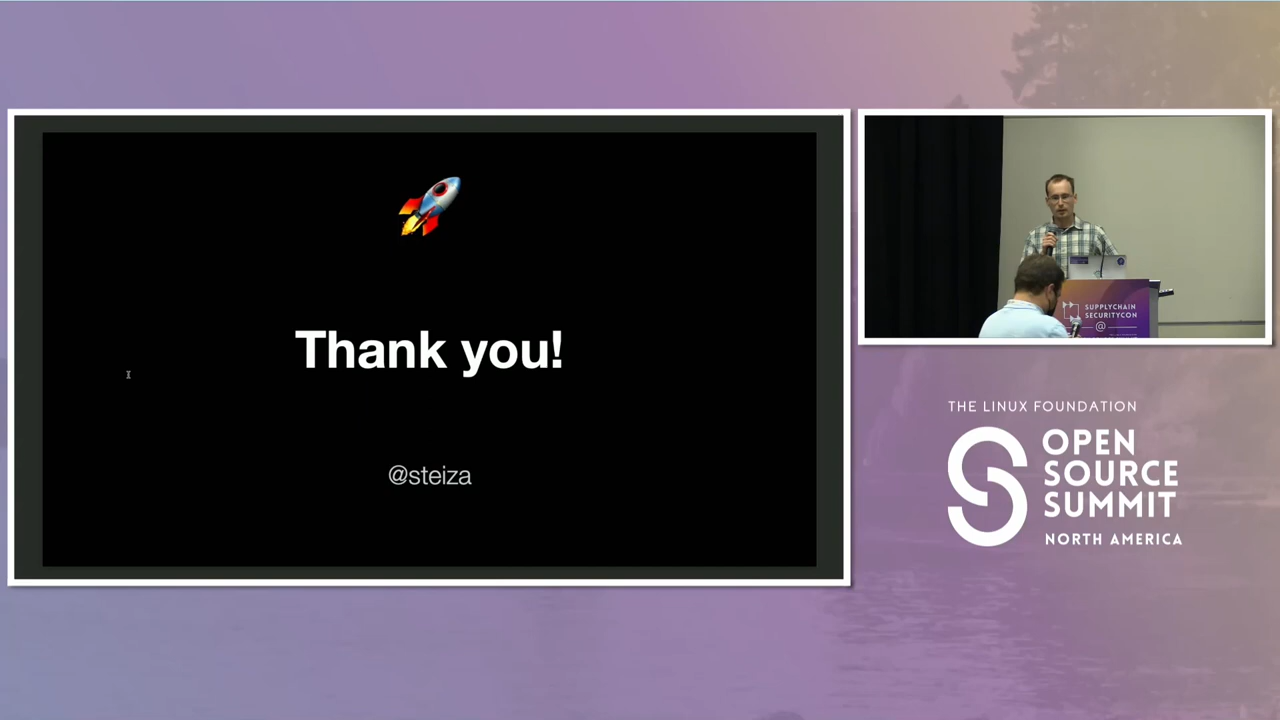 Thank you!
@steiza
SUPPLYCHAIN
SECURITYCON
@
THE LINUX FOUNDATION
OPEN
SOURCE
SUMMIT
NORTH AMERICA